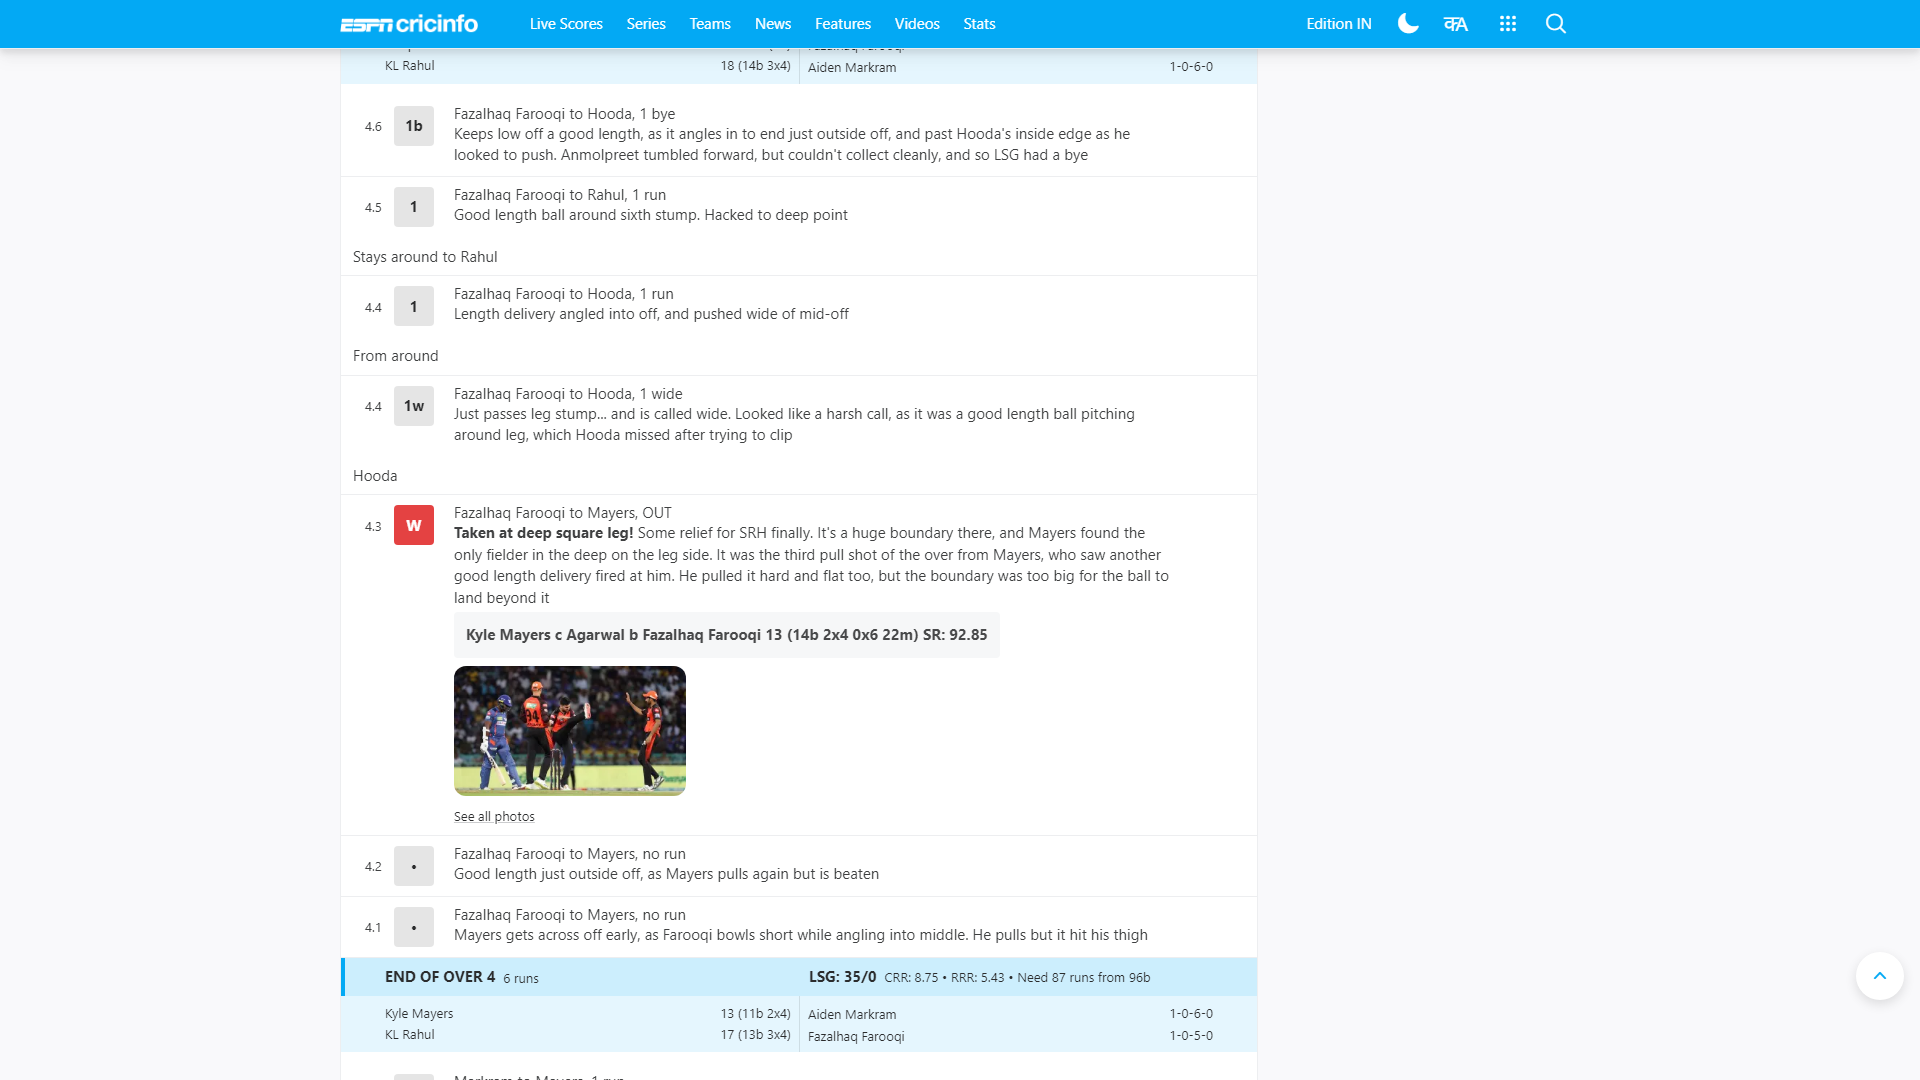 ESPN cricinfo
Live Scores Series Teams News Features Videos Stats
Edition IN
क A
KL Rahul 18 (14b 3x4) Aiden Markram 1-0-6-0
4.6 1b Fazalhaq Farooqi to Hooda, 1 bye
Keeps low off a good length, as it angles in to end just outside off, and past Hooda's inside edge as he
looked to push. Anmolpreet tumbled forward, but couldn't collect cleanly, and so LSG had a bye
4.5 1 Fazalhaq Farooqi to Rahul, 1 run
Good length ball around sixth stump. Hacked to deep point
Stays around to Rahul
4.4 1 Fazalhaq Farooqi to Hooda, 1 run
Length delivery angled into off, and pushed wide of mid-off
From around
4.4 1w Fazalhaq Farooqi to Hooda, 1 wide
Just passes leg stump... and is called wide. Looked like a harsh call, as it was a good length ball pitching
around leg, which Hooda missed after trying to clip
Hooda
4.3 W Fazalhaq Farooqi to Mayers, OUT
Taken at deep square leg! Some relief for SRH finally. It's a huge boundary there, and Mayers found the
only fielder in the deep on the leg side. It was the third pull shot of the over from Mayers, who saw another
good length delivery fired at him. He pulled it hard and flat too, but the boundary was too big for the ball to
land beyond it
Kyle Mayers c Agarwal b Fazalhaq Farooqi 13 (14b 2x4 0x6 22m) SR: 92.85
94
See all photos
4.2 • Fazalhaq Farooqi to Mayers, no run
Good length just outside off, as Mayers pulls again but is beaten
4.1 • Fazalhaq Farooqi to Mayers, no run
Mayers gets across off early, as Farooqi bowls short while angling into middle. He pulls but it hit his thigh
END OF OVER 4 6 runs LSG: 35/0 CRR: 8.75 • RRR: 5.43 • Need 87 runs from 96b
Kyle Mayers 13 (11b 2x4) Aiden Markram 1-0-6-0
KL Rahul 17 (13b 3x4) Fazalhaq Farooqi 1-0-5-0